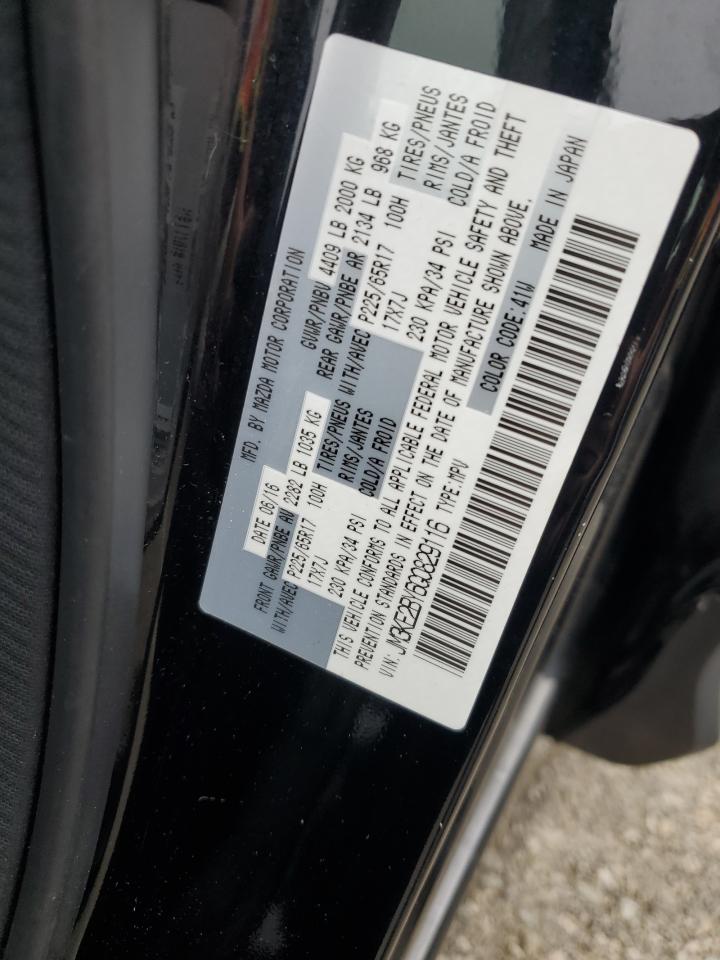 MFD. BY MAZDA MOTOR CORPORATION
DATE 06/16 GVWR/PNBV 4409 LB 2000 KG
FRONT GAWR/PNBE AV 2282 LB 1035 KG REAR GAWR/PNBE AR 2134 LB 968 KG
WITH/AVEC P225/65R17 100H TIRES/PNEUS WITH/AVEC P225/65R17 100H TIRES/PNEUS
17X7J RIMS/JANTES 17X7J RIMS/JANTES
230 KPA/34 PSI COLD/A FROID 230 KPA/34 PSI COLD/A FROID
THIS VEHICLE CONFORMS TO ALL APPLICABLE FEDERAL MOTOR VEHICLE SAFETY AND THEFT
PREVENTION STANDARDS IN EFFECT ON THE DATE OF MANUFACTURE SHOWN ABOVE.
VIN: JM3KE2BY6G0829116 TYPE: MPV COLOR CODE: 41W MADE IN JAPAN